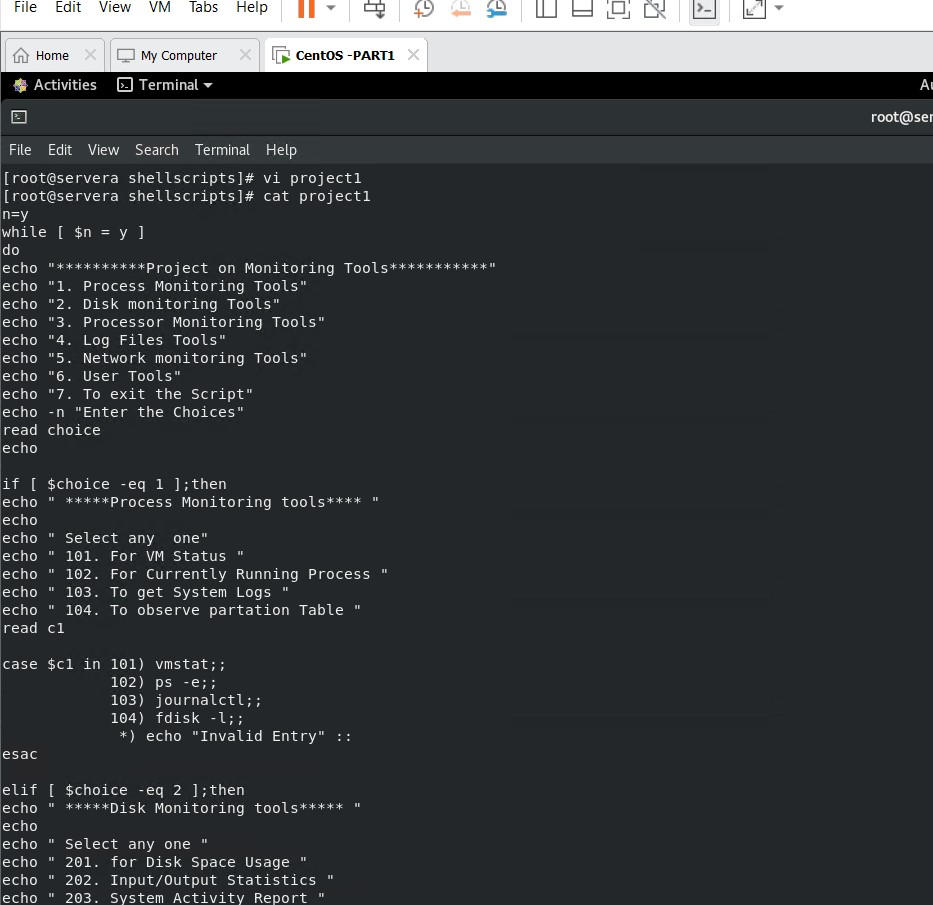 File Edit View VM Tabs Help
Home My Computer CentOS -PART1
Activities Terminal
root@ser
File Edit View Search Terminal Help
[root@servera shellscripts]# vi project1
[root@servera shellscripts]# cat project1
n=y
while [ $n = y ]
do
echo "**********Project on Monitoring Tools***********"
echo "1. Process Monitoring Tools"
echo "2. Disk monitoring Tools"
echo "3. Processor Monitoring Tools"
echo "4. Log Files Tools"
echo "5. Network monitoring Tools"
echo "6. User Tools"
echo "7. To exit the Script"
echo -n "Enter the Choices"
read choice
echo
if [ $choice -eq 1 ];then
echo " *****Process Monitoring tools**** "
echo
echo " Select any  one"
echo " 101. For VM Status "
echo " 102. For Currently Running Process "
echo " 103. To get System Logs "
echo " 104. To observe partation Table "
read c1
case $c1 in 101) vmstat;;
102) ps -e;;
103) journalctl;;
104) fdisk -l;;
*) echo "Invalid Entry" ::
esac
elif [ $choice -eq 2 ];then
echo " *****Disk Monitoring tools***** "
echo
echo " Select any one "
echo " 201. for Disk Space Usage "
echo " 202. Input/Output Statistics "
echo " 203. System Activity Report "